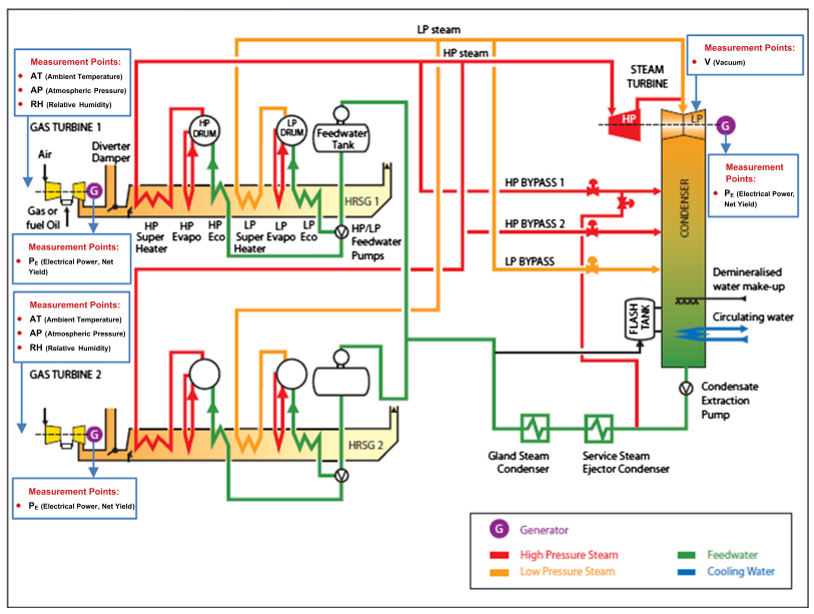 LP steam
HP steam
Measurement Points:
AT (Ambient Temperature)
AP (Atmospheric Pressure)
RH (Relative Humidity)
Measurement Points:
V (Vacuum)
STEAM
TURBINE
HP
LP
G
GAS TURBINE 1
Diverter
Damper
Air
G
Gas or
fuel Oil
HP
DRUM
LP
DRUM
Feedwater
Tank
HRSG 1
HP
Super
Heater
HP
Evapo
HP
Eco
LP
Super
Heater
LP
Evapo
LP
Eco
V
HP/LP
Feedwater
Pumps
HP BYPASS 1
HP BYPASS 2
LP BYPASS
CONDENSER
Measurement
Points:
PE (Electrical Power,
Net Yield)
Measurement Points:
PE (Electrical Power, Net
Yield)
Measurement Points:
AT (Ambient Temperature)
AP (Atmospheric Pressure)
RH (Relative Humidity)
Demineralised
water make-up
FLASH
TANK
Circulating water
GAS TURBINE 2
G
HRSG 2
V
V
Condensate
Extraction
Pump
Gland Steam
Condenser
Service Steam
Ejector Condenser
Measurement Points:
PE (Electrical Power, Net Yield)
G
Generator
High Pressure Steam
Feedwater
Low Pressure Steam
Cooling Water